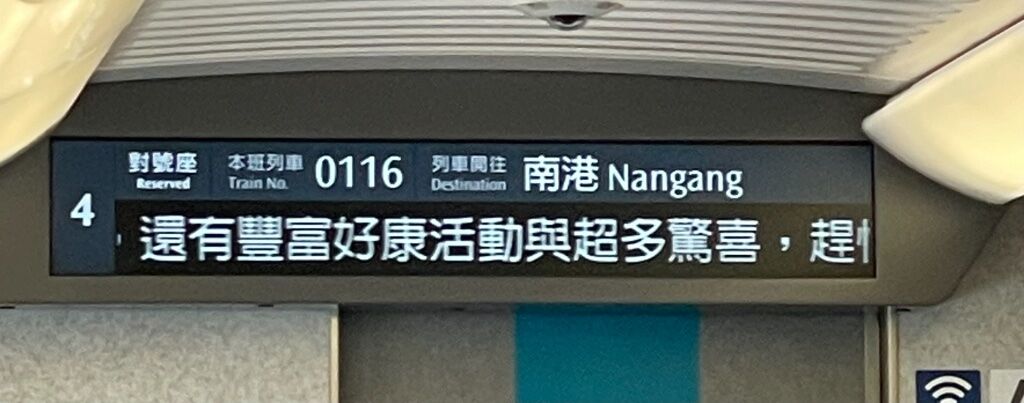 4
對號座 本班列車 0116 列車開往 南港 Nangang
Reserved Train No. Destination
，還有豐富好康活動與超多驚喜，趕